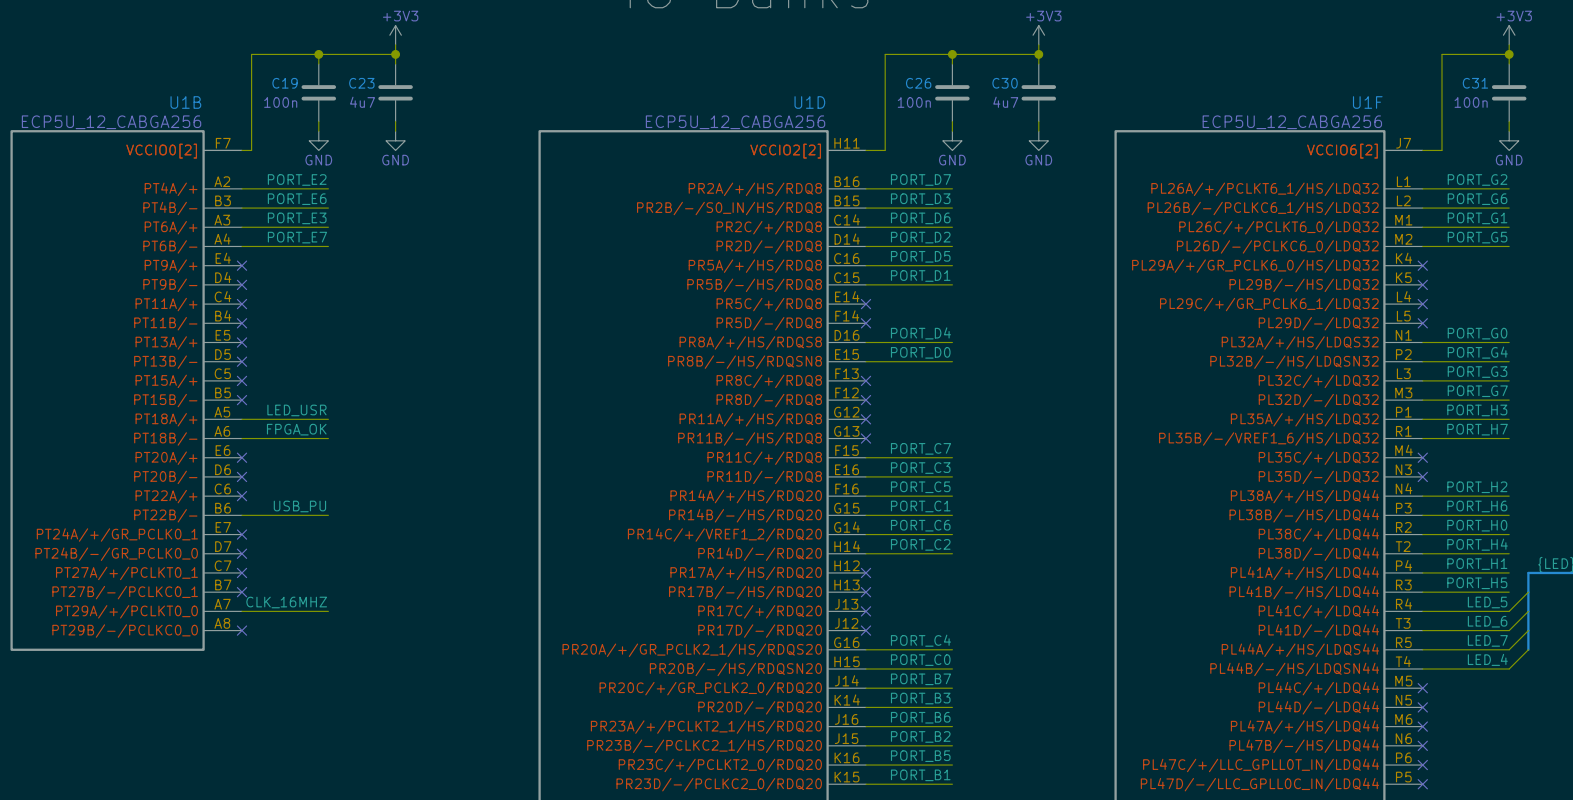 IO Banks
+3V3
C19
100n
C23
4u7
GND
GND
U1B
ECP5U_12_CABGA256
VCCIO0[2] F7
PT4A/+ A2 PORT_E2
PT4B/- B3 PORT_E6
PT6A/+ A3 PORT_E3
PT6B/- A4 PORT_E7
PT9A/+ E4
PT9B/- D4
PT11A/+ C4
PT11B/- B4
PT13A/+ E5
PT13B/- D5
PT15A/+ C5
PT15B/- B5
PT18A/+ A5 LED_USR
PT18B/- A6 FPGA_OK
PT20A/+ E6
PT20B/- D6
PT22A/+ C6
PT22B/- B6 USB_PU
PT24A/+/GR_PCLK0_1 E7
PT24B/-/GR_PCLK0_0 D7
PT27A/+/PCLKT0_1 C7
PT27B/-/PCLKC0_1 B7
PT29A/+/PCLKT0_0 A7 CLK_16MHZ
PT29B/-/PCLKC0_0 A8
+3V3
C26
100n
C30
4u7
GND
GND
U1D
ECP5U_12_CABGA256
VCCIO2[2] H11
PR2A/+/HS/RDQ8 B16 PORT_D7
PR2B/-/S0_IN/HS/RDQ8 B15 PORT_D3
PR2C/+/RDQ8 C14 PORT_D6
PR2D/-/RDQ8 D14 PORT_D2
PR5A/+/HS/RDQ8 C16 PORT_D5
PR5B/-/HS/RDQ8 C15 PORT_D1
PR5C/+/RDQ8 E14
PR5D/-/RDQ8 F14
PR8A/+/HS/RDQS8 D16 PORT_D4
PR8B/-/HS/RDQSN8 E15 PORT_D0
PR8C/+/RDQ8 F13
PR8D/-/RDQ8 F12
PR11A/+/HS/RDQ8 G12
PR11B/-/HS/RDQ8 G13
PR11C/+/RDQ8 F15 PORT_C7
PR11D/-/RDQ8 E16 PORT_C3
PR14A/+/HS/RDQ20 F16 PORT_C5
PR14B/-/HS/RDQ20 G15 PORT_C1
PR14C/+/VREF1_2/RDQ20 G14 PORT_C6
PR14D/-/RDQ20 H14 PORT_C2
PR17A/+/HS/RDQ20 H12
PR17B/-/HS/RDQ20 H13
PR17C/+/RDQ20 J13
PR17D/-/RDQ20 J12
PR20A/+/GR_PCLK2_1/HS/RDQS20 G16 PORT_C4
PR20B/-/HS/RDQSN20 H15 PORT_C0
PR20C/+/GR_PCLK2_0/RDQ20 J14 PORT_B7
PR20D/-/RDQ20 K14 PORT_B3
PR23A/+/PCLKT2_1/HS/RDQ20 J16 PORT_B6
PR23B/-/PCLKC2_1/HS/RDQ20 J15 PORT_B2
PR23C/+/PCLKT2_0/RDQ20 K16 PORT_B5
PR23D/-/PCLKC2_0/RDQ20 K15 PORT_B1
+3V3
C31
100n
GND
U1F
ECP5U_12_CABGA256
VCCIO6[2] J7
PL26A/+/PCLKT6_1/HS/LDQ32 L1 PORT_G2
PL26B/-/PCLKC6_1/HS/LDQ32 L2 PORT_G6
PL26C/+/PCLKT6_0/LDQ32 M1 PORT_G1
PL26D/-/PCLKC6_0/LDQ32 M2 PORT_G5
PL29A/+/GR_PCLK6_0/HS/LDQ32 K4
PL29B/-/HS/LDQ32 K5
PL29C/+/GR_PCLK6_1/LDQ32 L4
PL29D/-/LDQ32 L5
PL32A/+/HS/LDQS32 N1 PORT_G0
PL32B/-/HS/LDQSN32 P2 PORT_G4
PL32C/+/LDQ32 L3 PORT_G3
PL32D/-/LDQ32 M3 PORT_G7
PL35A/+/HS/LDQ32 P1 PORT_H3
PL35B/-/VREF1_6/HS/LDQ32 R1 PORT_H7
PL35C/+/LDQ32 M4
PL35D/-/LDQ32 N3
PL38A/+/HS/LDQ44 N4 PORT_H2
PL38B/-/HS/LDQ44 P3 PORT_H6
PL38C/+/LDQ44 R2 PORT_H0
PL38D/-/LDQ44 T2 PORT_H4
PL41A/+/HS/LDQ44 P4 PORT_H1
PL41B/-/HS/LDQ44 R3 PORT_H5
PL41C/+/LDQ44 R4 LED_5
PL41D/-/LDQ44 T3 LED_6
PL44A/+/HS/LDQS44 R5 LED_7
PL44B/-/HS/LDQSN44 T4 LED_4
PL44C/+/LDQ44 M5
PL44D/-/LDQ44 N5
PL47A/+/HS/LDQ44 M6
PL47B/-/HS/LDQ44 N6
PL47C/+/LLC_GPLL0T_IN/LDQ44 P6
PL47D/-/LLC_GPLL0C_IN/LDQ44 P5
{LED}